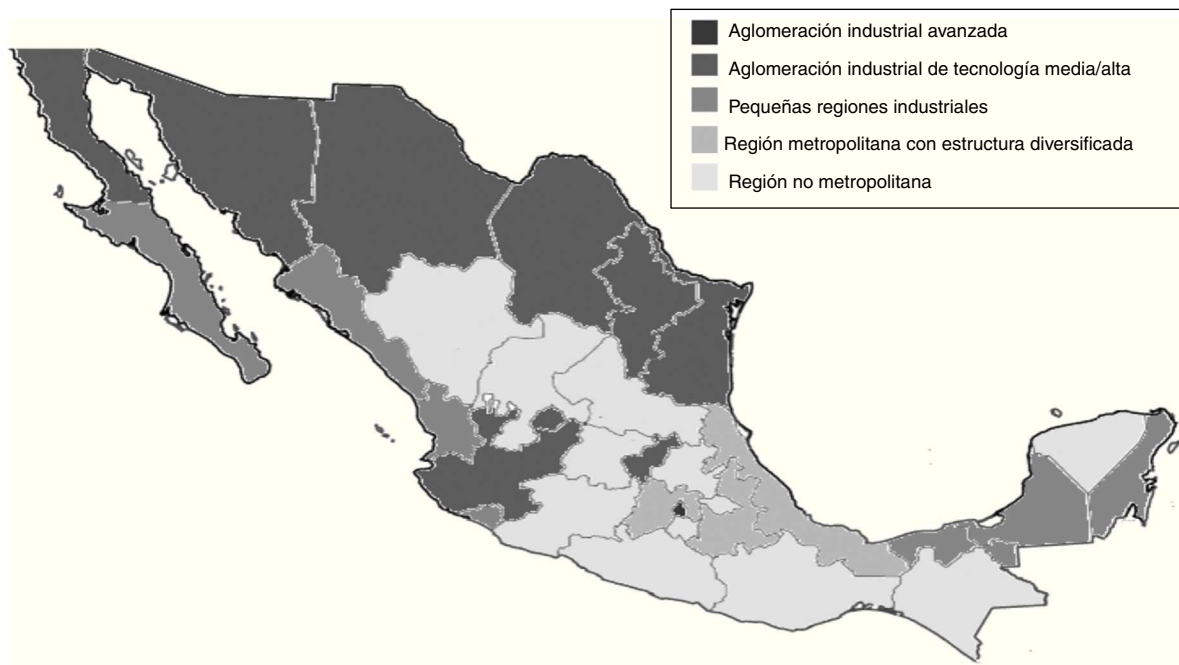 Aglomeración industrial avanzada
Aglomeración industrial de tecnología media/alta
Pequeñas regiones industriales
Región metropolitana con estructura diversificada
Región no metropolitana